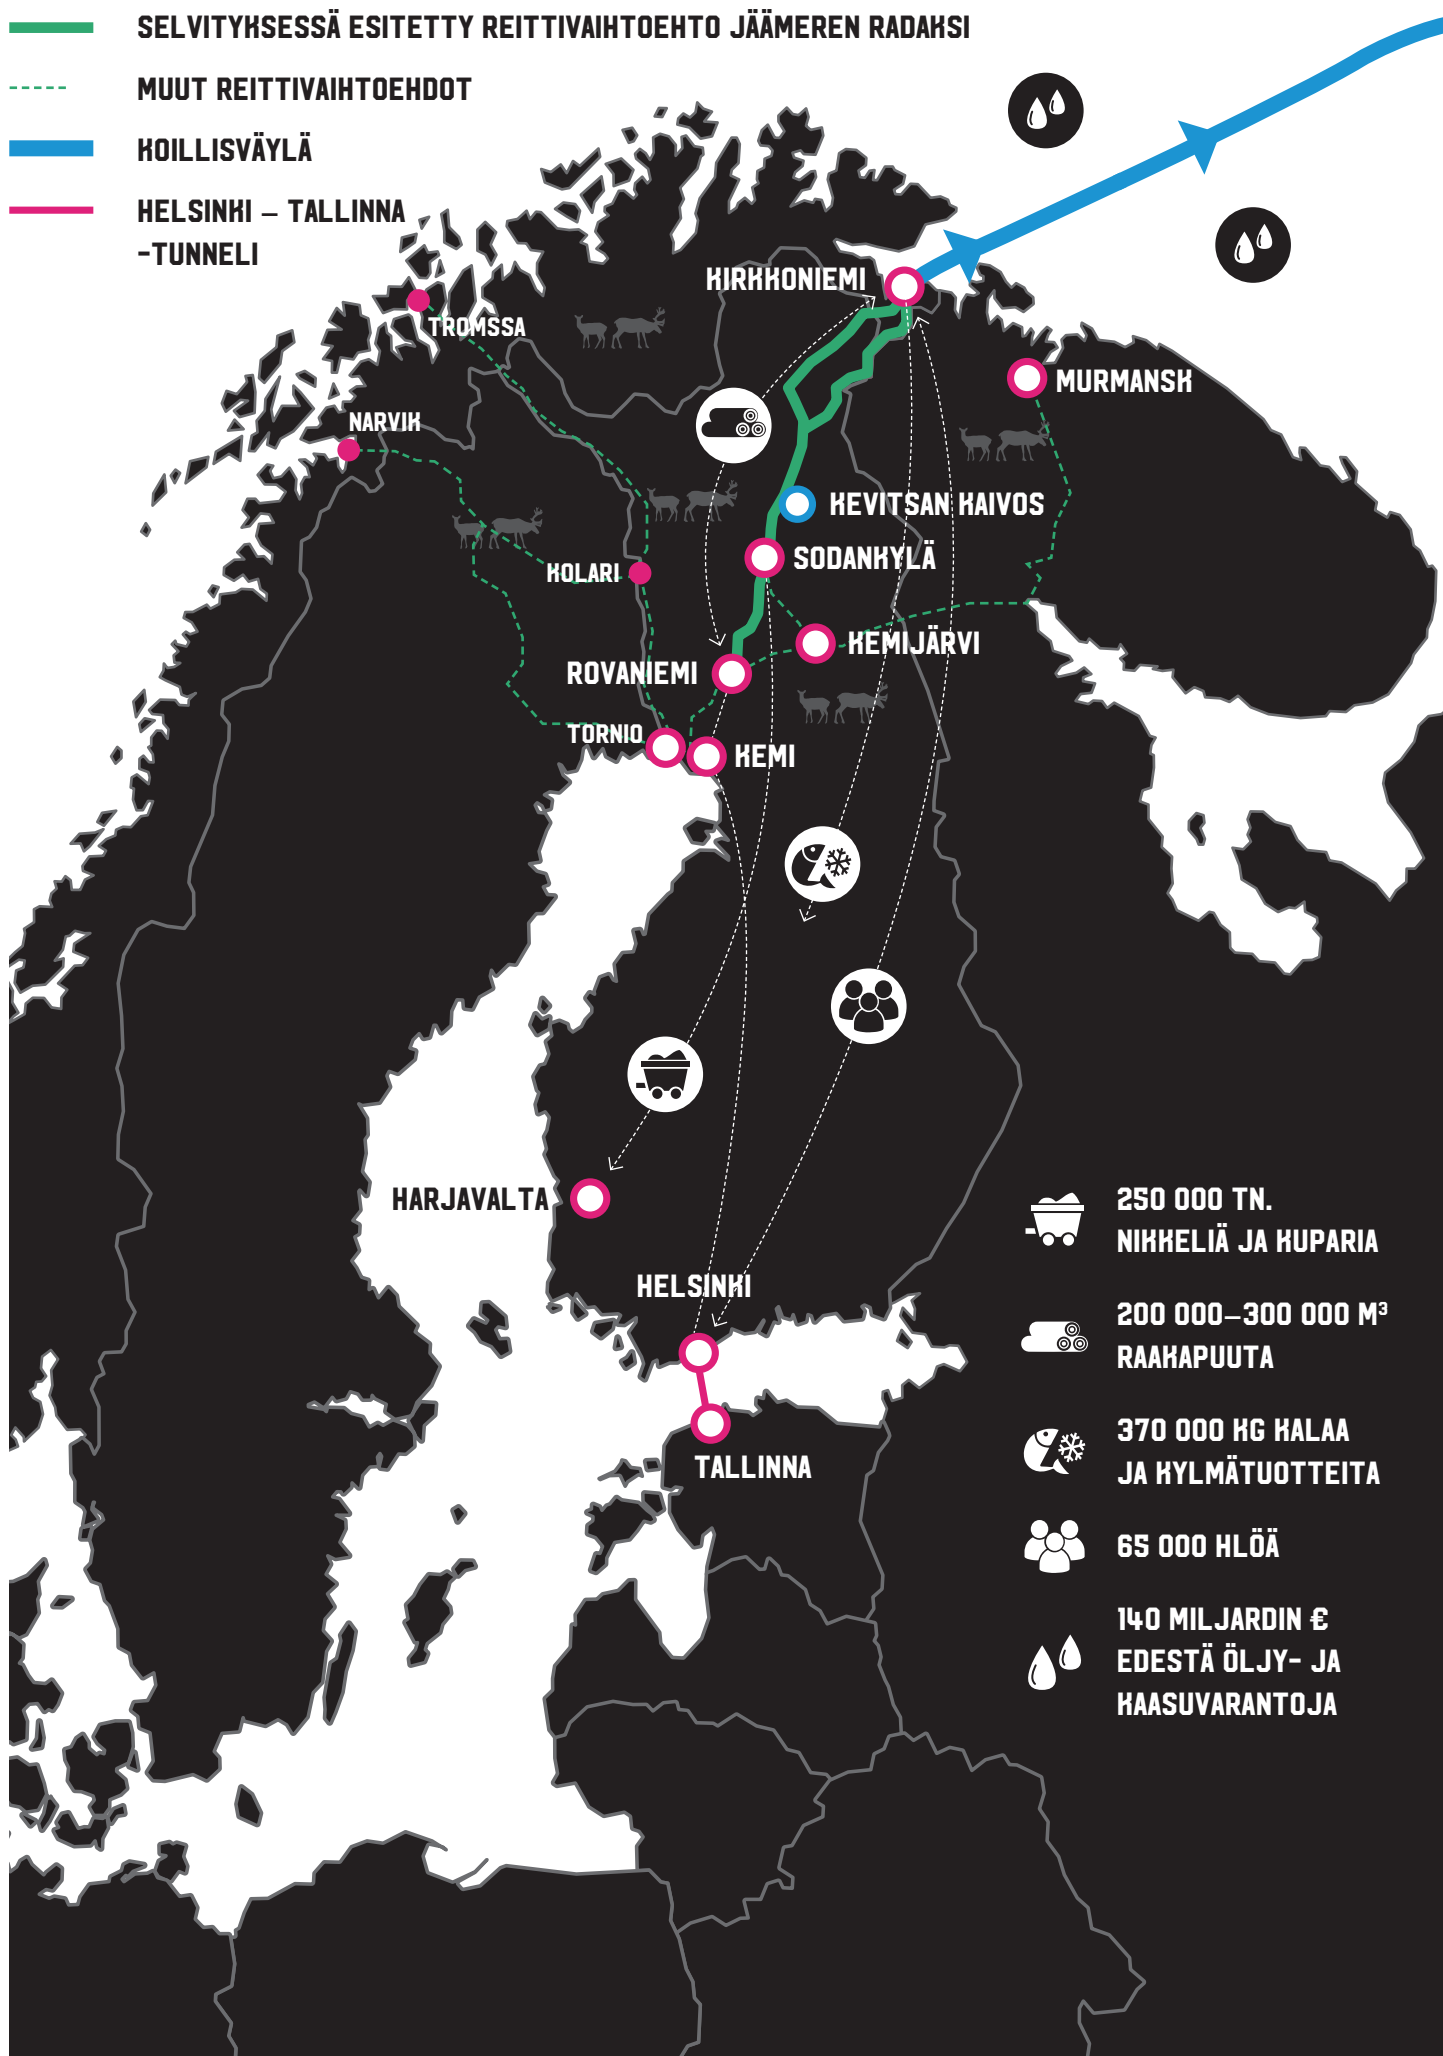 SELVITYKSESSÄ ESITETTY REITTIVAIHTOEHTO JÄÄMEREN RADAKSI
MUUT REITTIVAIHTOEHDOT
KOILLISVÄYLÄ
HELSINKI – TALLINNA
-TUNNELI
KIRKKONIEMI
TROMSSA
MURMANSK
NARVIK
KEVITSAN KAIVOS
SODANKYLÄ
KOLARI
KEMIJÄRVI
ROVANIEMI
TORNIO
KEMI
HARJAVALTA
HELSINKI
TALLINNA
250 000 TN.
NIKKELIÄ JA KUPARIA
200 000–300 000 M³
RAAKAPUUTA
370 000 KG KALAA
JA KYLMÄTUOTTEITA
65 000 HLÖÄ
140 MILJARDIN €
EDESTÄ ÖLJY- JA
KAASUVARANTOJA